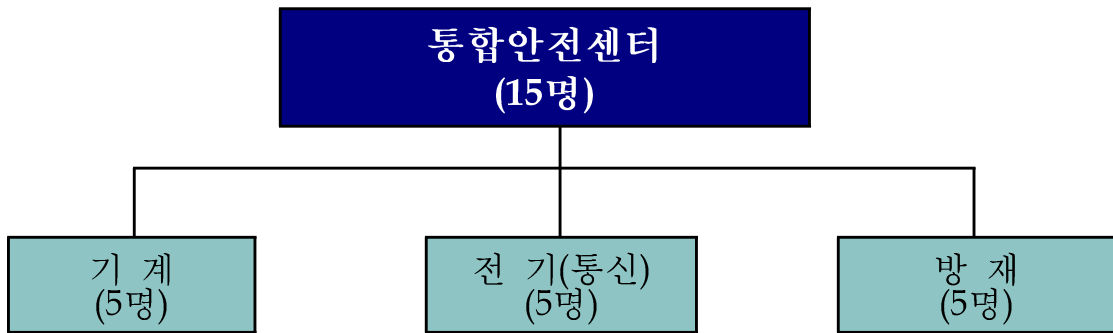 통합안전센터
(15명)
기 계
(5명)
전 기(통신)
(5명)
방 재
(5명)